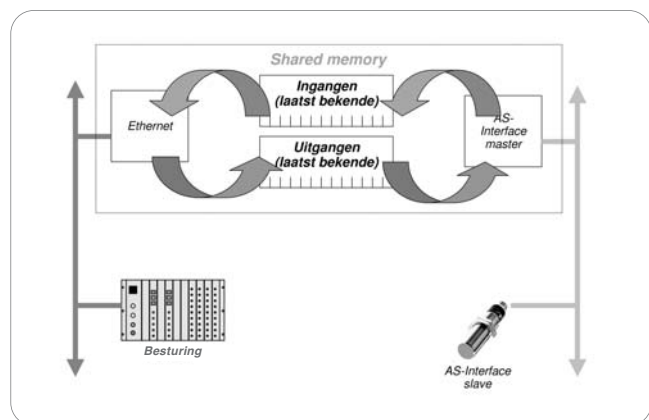 Shared memory
Ingangen
(laatst bekende)
Ethernet
AS-
Interface
master
Uitgangen
(laatst bekende)
Besturing
AS-Interface
slave